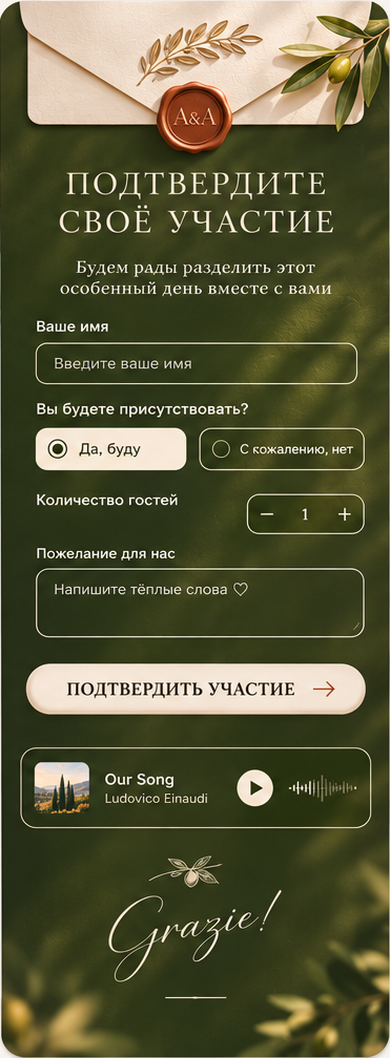 A&A
ПОДТВЕРДИТЕ
СВОЁ УЧАСТИЕ
Будем рады разделить этот
особенный день вместе с вами
Ваше имя
Введите ваше имя
Вы будете присутствовать?
Да, буду
С кожалению, нет
Количество гостей
− 1 +
Пожелание для нас
Напишите тёплые слова ♡
ПОДТВЕРДИТЬ УЧАСТИЕ →
Our Song
Ludovico Einaudi
Grazie!